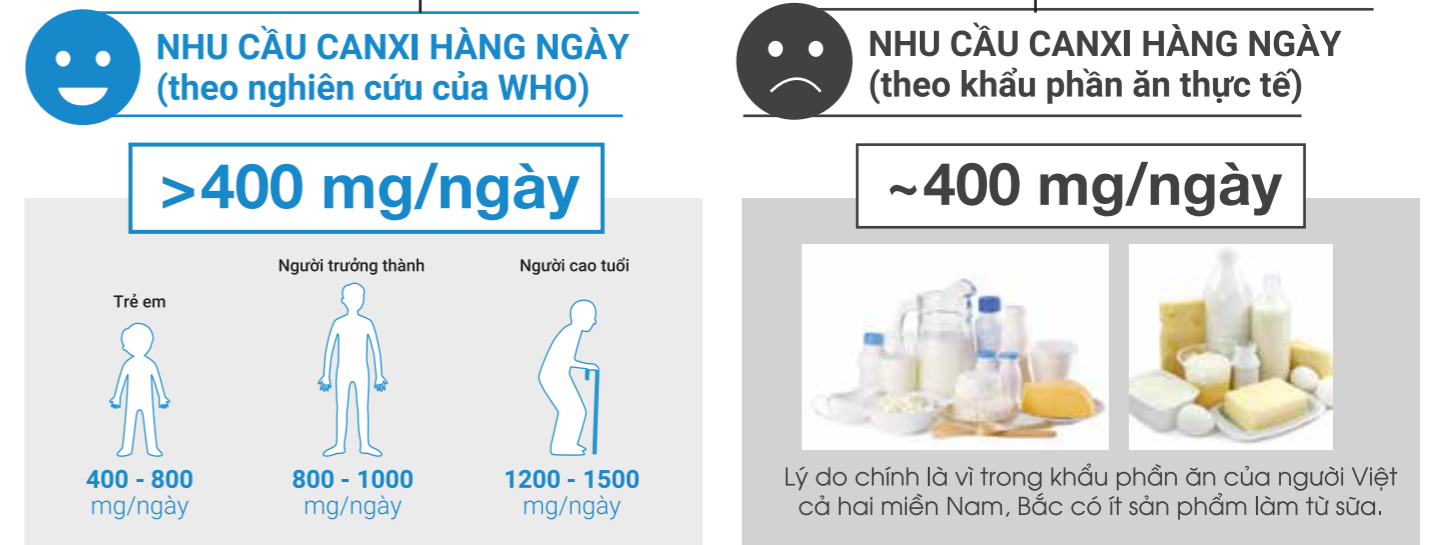 NHU CẦU CANXI HÀNG NGÀY
(theo nghiên cứu của WHO)
>400 mg/ngày
Trẻ em
400 - 800
mg/ngày
Người trưởng thành
800 - 1000
mg/ngày
Người cao tuổi
1200 - 1500
mg/ngày
NHU CẦU CANXI HÀNG NGÀY
(theo khẩu phần ăn thực tế)
~400 mg/ngày
Lý do chính là vì trong khẩu phần ăn của người Việt
cả hai miền Nam, Bắc có ít sản phẩm làm từ sữa.